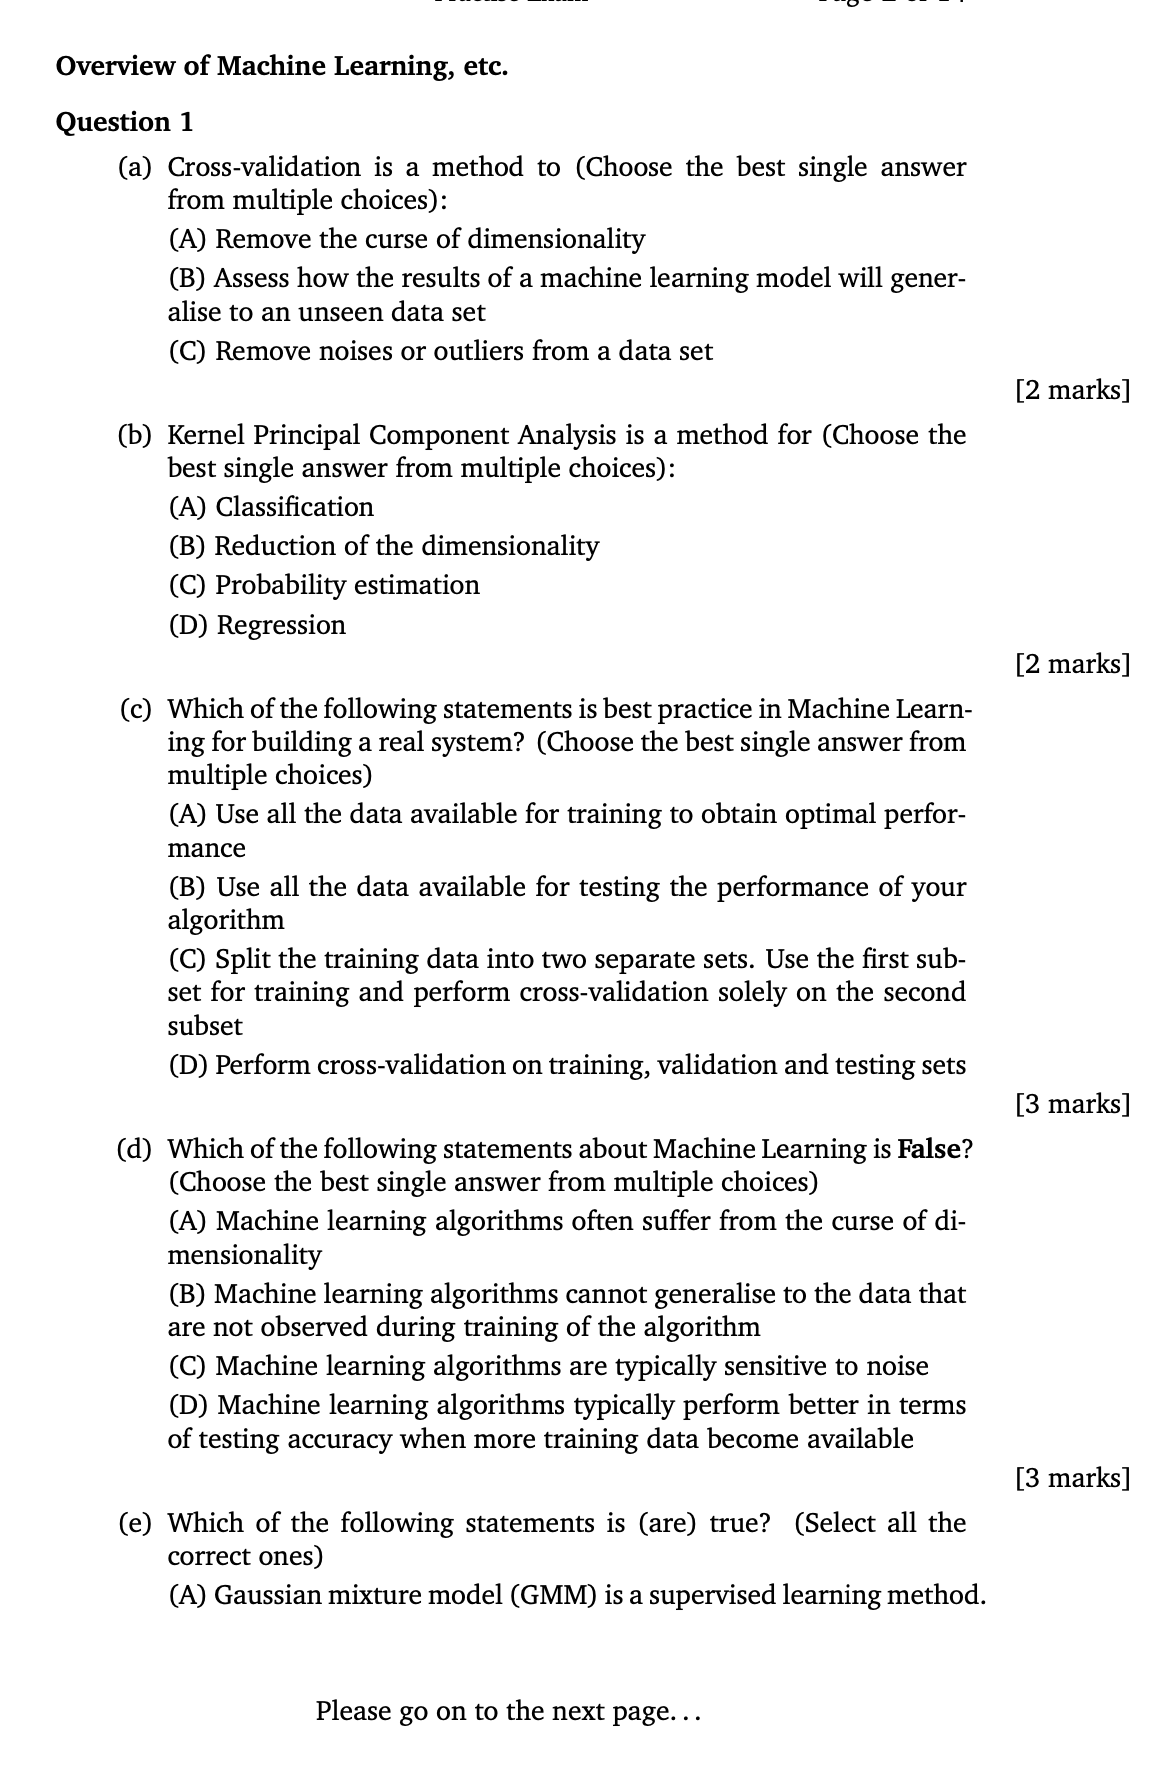 Overview of Machine Learning, etc.
Question 1
(a) Cross-validation is a method to (Choose the best single answer
from multiple choices):
(A) Remove the curse of dimensionality
(B) Assess how the results of a machine learning model will gener-
alise to an unseen data set
(C) Remove noises or outliers from a data set
[2 marks]
(b) Kernel Principal Component Analysis is a method for (Choose the
best single answer from multiple choices):
(A) Classification
(B) Reduction of the dimensionality
(C) Probability estimation
(D) Regression
[2 marks]
(c) Which of the following statements is best practice in Machine Learn-
ing for building a real system? (Choose the best single answer from
multiple choices)
(A) Use all the data available for training to obtain optimal perfor-
mance
(B) Use all the data available for testing the performance of your
algorithm
(C) Split the training data into two separate sets. Use the first sub-
set for training and perform cross-validation solely on the second
subset
(D) Perform cross-validation on training, validation and testing sets
[3 marks]
(d) Which of the following statements about Machine Learning is False?
(Choose the best single answer from multiple choices)
(A) Machine learning algorithms often suffer from the curse of di-
mensionality
(B) Machine learning algorithms cannot generalise to the data that
are not observed during training of the algorithm
(C) Machine learning algorithms are typically sensitive to noise
(D) Machine learning algorithms typically perform better in terms
of testing accuracy when more training data become available
[3 marks]
(e) Which of the following statements is (are) true? (Select all the
correct ones)
(A) Gaussian mixture model (GMM) is a supervised learning method.
Please go on to the next page...